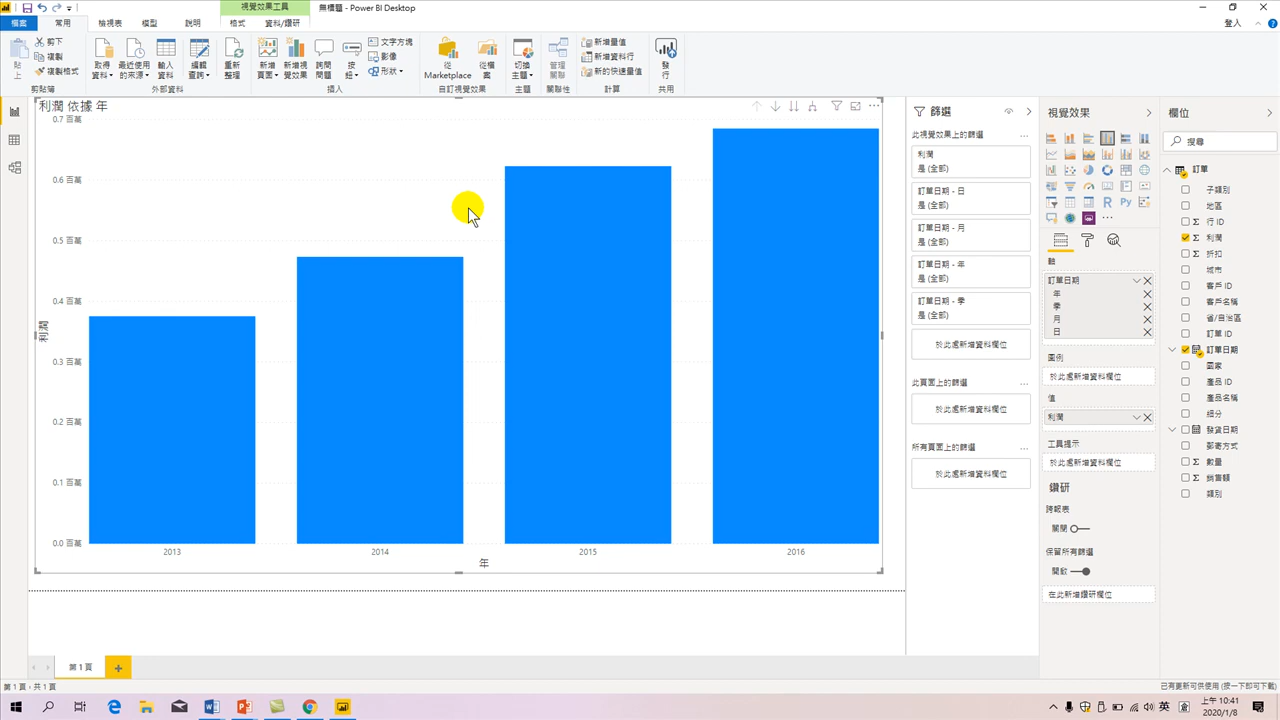 視覺效果工具
無標題 - Power BI Desktop
檔案 常用 檢視表 模型 說明 格式 資料/鑽研 登入
貼上
剪下
複製
複製格式
剪貼簿
取得資料
最近使用的來源
輸入資料
編輯查詢
重新整理
外部資料
新增頁面
新增視覺效果
詢問問題
按鈕
文字方塊
影像
形狀
插入
從 Marketplace
從檔案
自訂視覺效果
切換主題
主題
管理關聯
關聯性
新增量值
新增資料行
新的快速量值
計算
發行
共用
利潤 依據 年
0.7 百萬
0.6 百萬
0.5 百萬
0.4 百萬
0.3 百萬
0.2 百萬
0.1 百萬
0.0 百萬
利潤
2013 2014 2015 2016
年
篩選
此視覺效果上的篩選
利潤
是 (全部)
訂單日期 - 日
是 (全部)
訂單日期 - 月
是 (全部)
訂單日期 - 年
是 (全部)
訂單日期 - 季
是 (全部)
於此處新增資料欄位
此頁面上的篩選
於此處新增資料欄位
所有頁面上的篩選
於此處新增資料欄位
視覺效果
R Py
軸
訂單日期
年
季
月
日
圖例
於此處新增資料欄位
值
利潤
工具提示
於此處新增資料欄位
鑽研
跨報表
關閉
保留所有篩選
開啟
在此新增鑽研欄位
欄位
搜尋
訂單
子類別
地區
行 ID
利潤
折扣
城市
客戶 ID
客戶名稱
省/自治區
訂單 ID
訂單日期
國家
產品 ID
產品名稱
細分
發貨日期
郵寄方式
數量
銷售額
類別
第 1 頁
第 1 頁，共 1 頁
已有更新可供使用 (按一下即可下載)
英
上午 10:41
2020/1/8